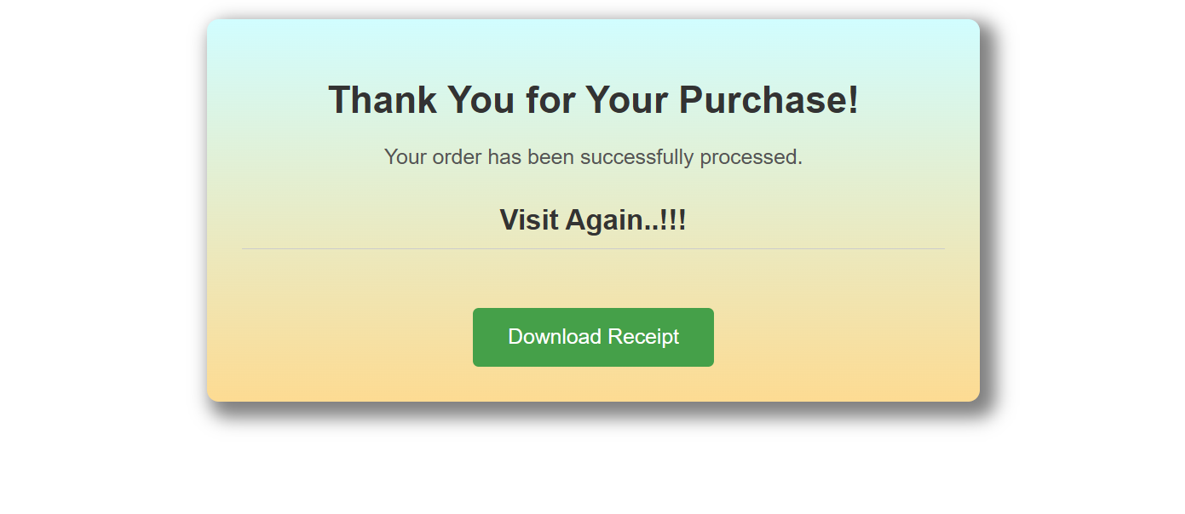 Thank You for Your Purchase!
Your order has been successfully processed.
Visit Again..!!!
Download Receipt